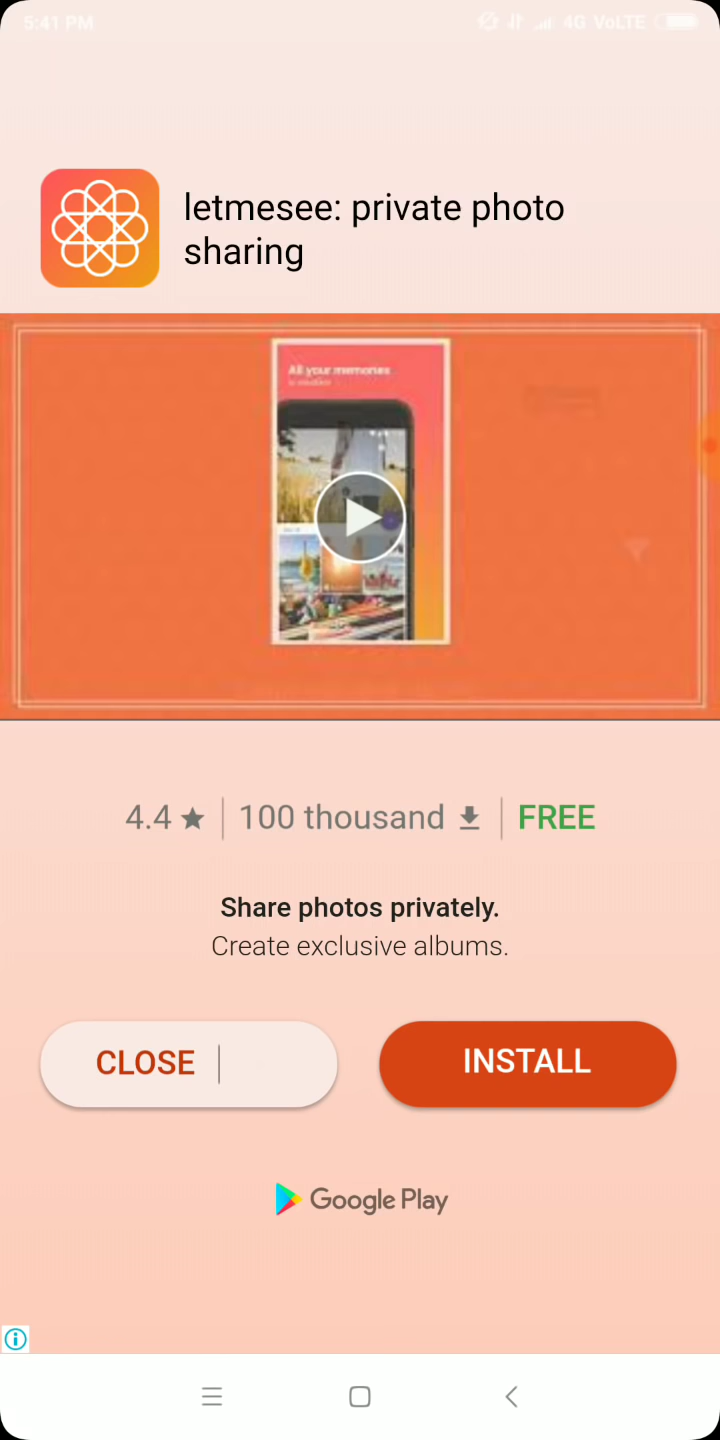 5:41 PM
4G VoLTE
letmesee: private photo
sharing
All your memories
4.4
100 thousand
FREE
Share photos privately.
Create exclusive albums.
CLOSE
INSTALL
Google Play